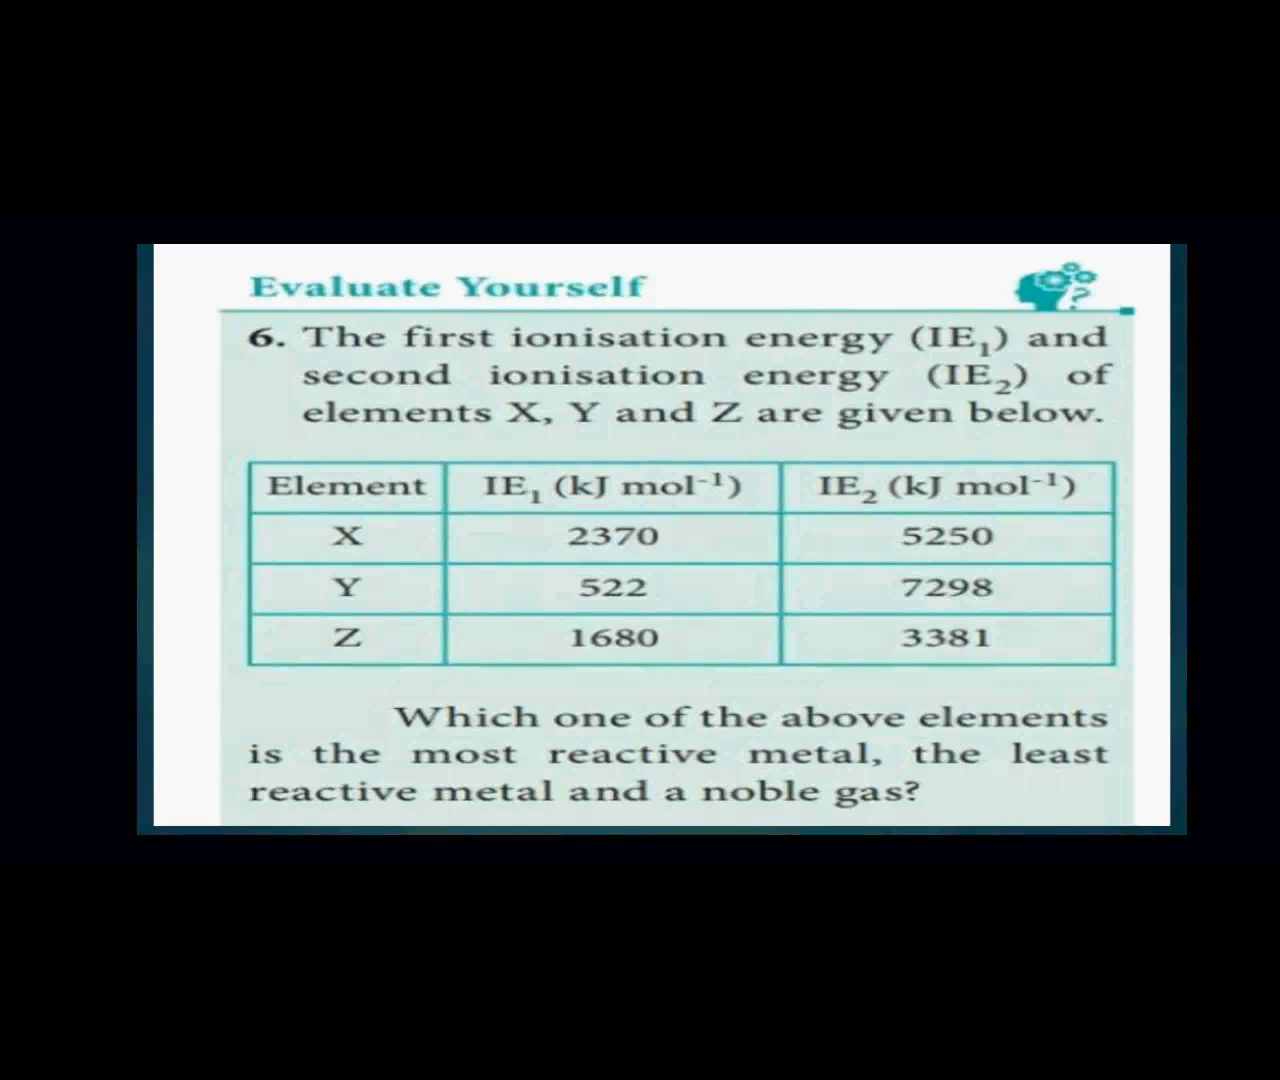 Evaluate Yourself
?
6. The first ionisation energy (IE₁) and
second ionisation energy (IE₂) of
elements X, Y and Z are given below.
Element IE₁ (kJ mol⁻¹) IE₂ (kJ mol⁻¹)
X 2370 5250
Y 522 7298
Z 1680 3381
Which one of the above elements
is the most reactive metal, the least
reactive metal and a noble gas?